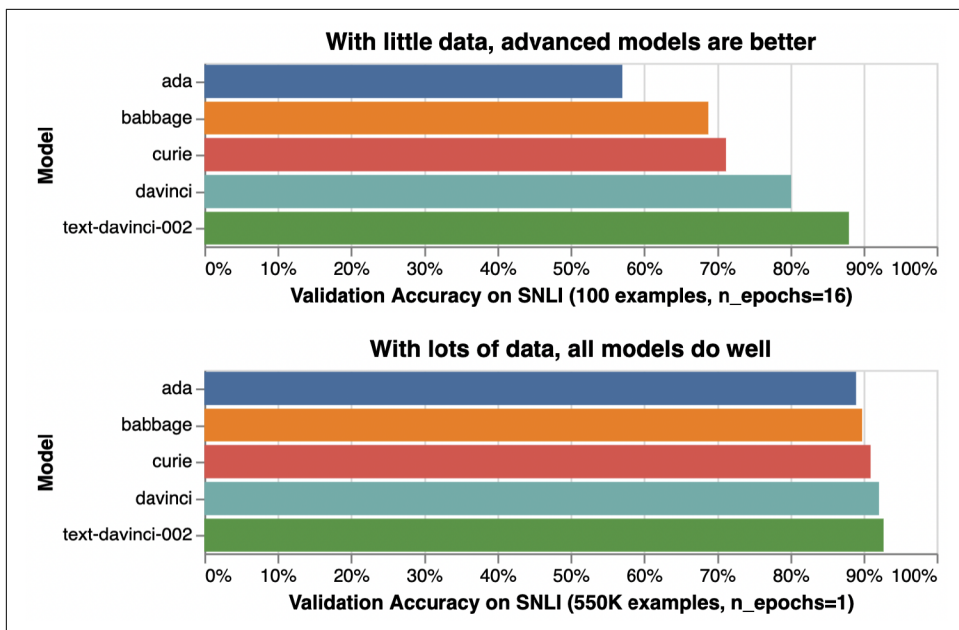 With little data, advanced models are better
Model
ada
babbage
curie
davinci
text-davinci-002
0% 10% 20% 30% 40% 50% 60% 70% 80% 90% 100%
Validation Accuracy on SNLI (100 examples, n_epochs=16)
With lots of data, all models do well
Model
ada
babbage
curie
davinci
text-davinci-002
0% 10% 20% 30% 40% 50% 60% 70% 80% 90% 100%
Validation Accuracy on SNLI (550K examples, n_epochs=1)